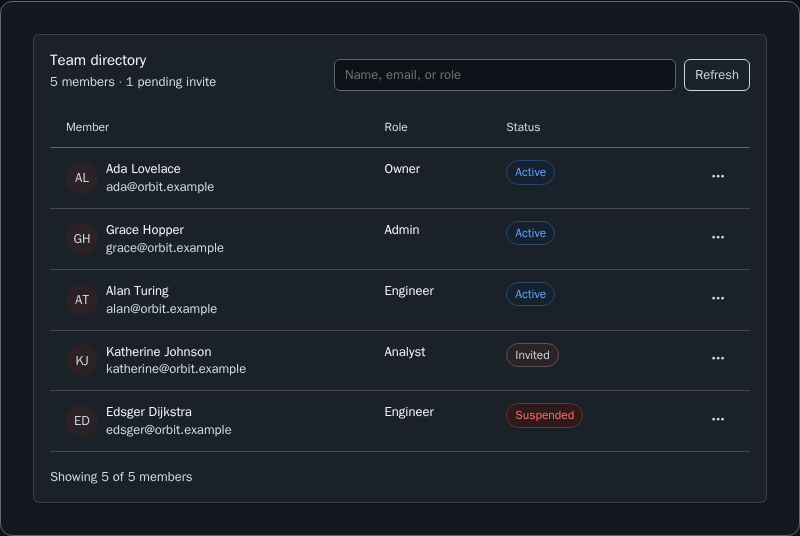 Team directory
5 members · 1 pending invite
Name, email, or role
Refresh
Member Role Status
AL Ada Lovelace Owner Active
ada@orbit.example
GH Grace Hopper Admin Active
grace@orbit.example
AT Alan Turing Engineer Active
alan@orbit.example
KJ Katherine Johnson Analyst Invited
katherine@orbit.example
ED Edsger Dijkstra Engineer Suspended
edsger@orbit.example
Showing 5 of 5 members